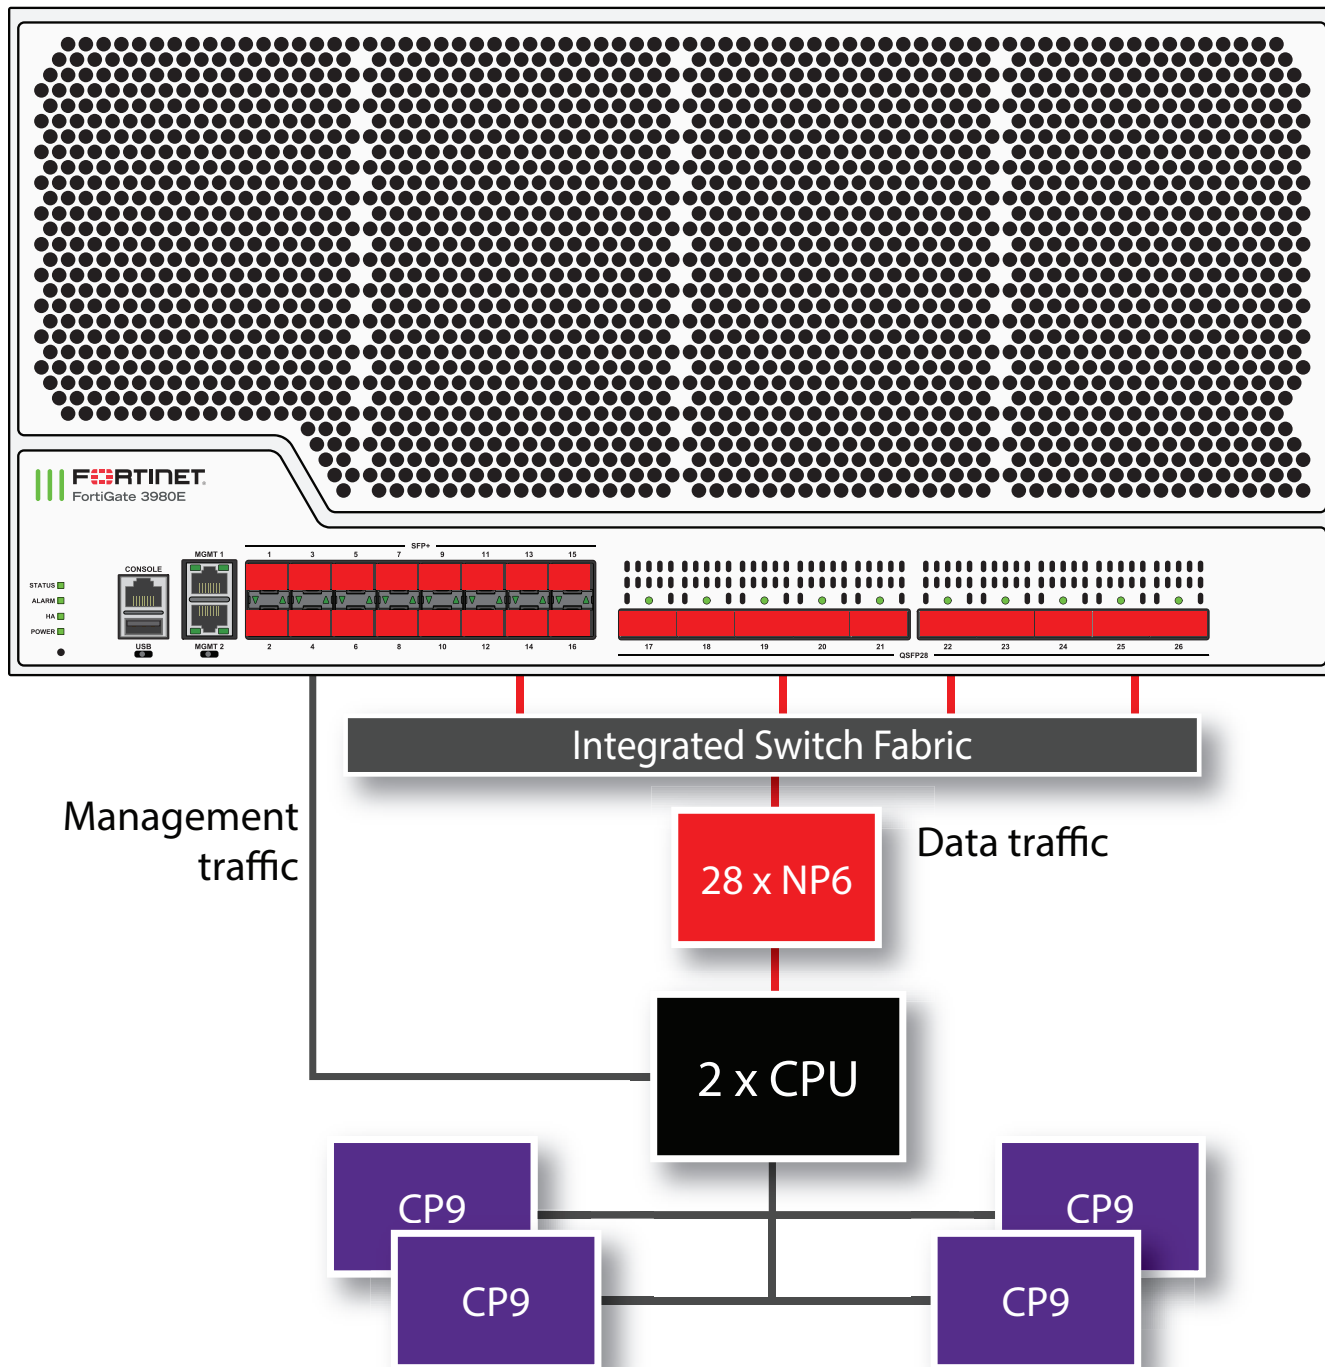 FORTINET
FortiGate 3980E
STATUS
ALARM
HA
POWER
CONSOLE
USB
MGMT 1
MGMT 2
SFP+
1 3 5 7 9 11 13 15
2 4 6 8 10 12 14 16
17 18 19 20 21 22 23 24 25 26
QSFP28
Integrated Switch Fabric
Management
traffic
Data traffic
28 x NP6
2 x CPU
CP9
CP9
CP9
CP9